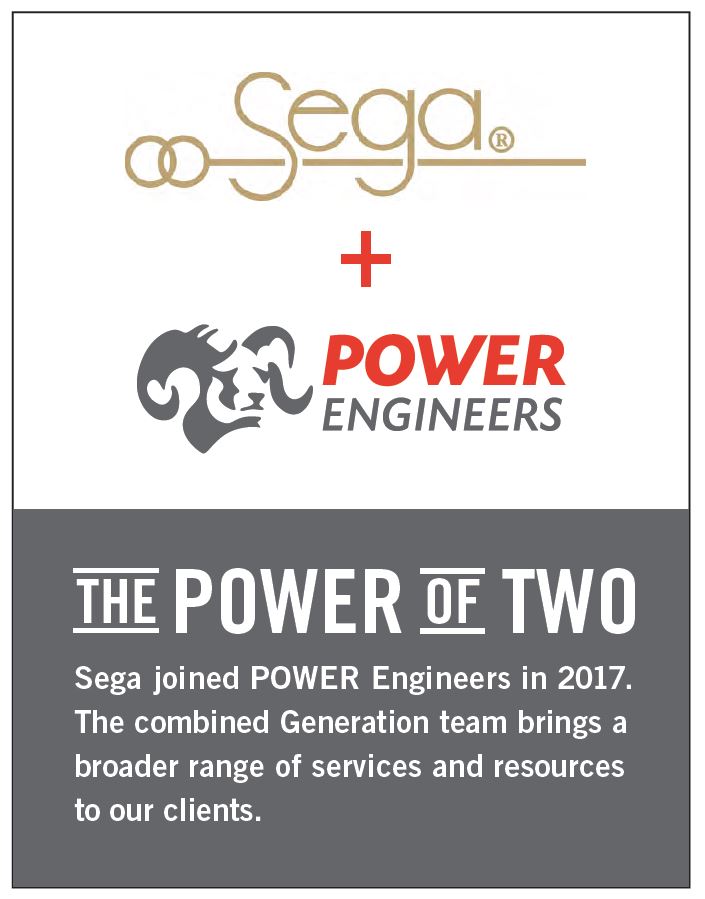 Sega®
+
POWER
ENGINEERS
THE POWER OF TWO
Sega joined POWER Engineers in 2017.
The combined Generation team brings a
broader range of services and resources
to our clients.